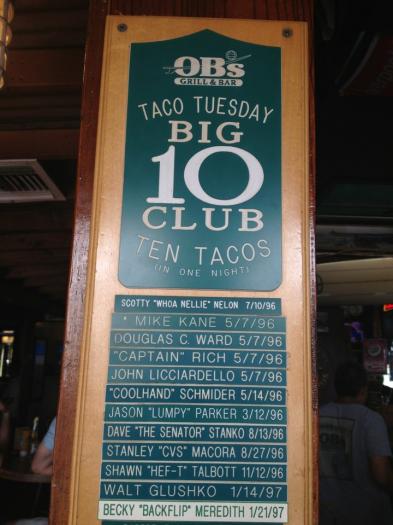 OB's
GRILL & BAR
TACO TUESDAY
BIG
10
CLUB
TEN TACOS
(IN ONE NIGHT)
SCOTTY "WHOA NELLIE" NELON 7/10/96
* MIKE KANE 5/7/96
DOUGLAS C. WARD 5/7/96
"CAPTAIN" RICH 5/7/96
JOHN LICCIARDELLO 5/7/96
"COOLHAND" SCHMIDER 5/14/96
JASON "LUMPY" PARKER 3/12/96
DAVE "THE SENATOR" STANKO 8/13/96
STANLEY "CVS" MACORA 8/27/96
SHAWN "HEF-T" TALBOTT 11/12/96
WALT GLUSHKO 1/14/97
BECKY "BACKFLIP" MEREDITH 1/21/97